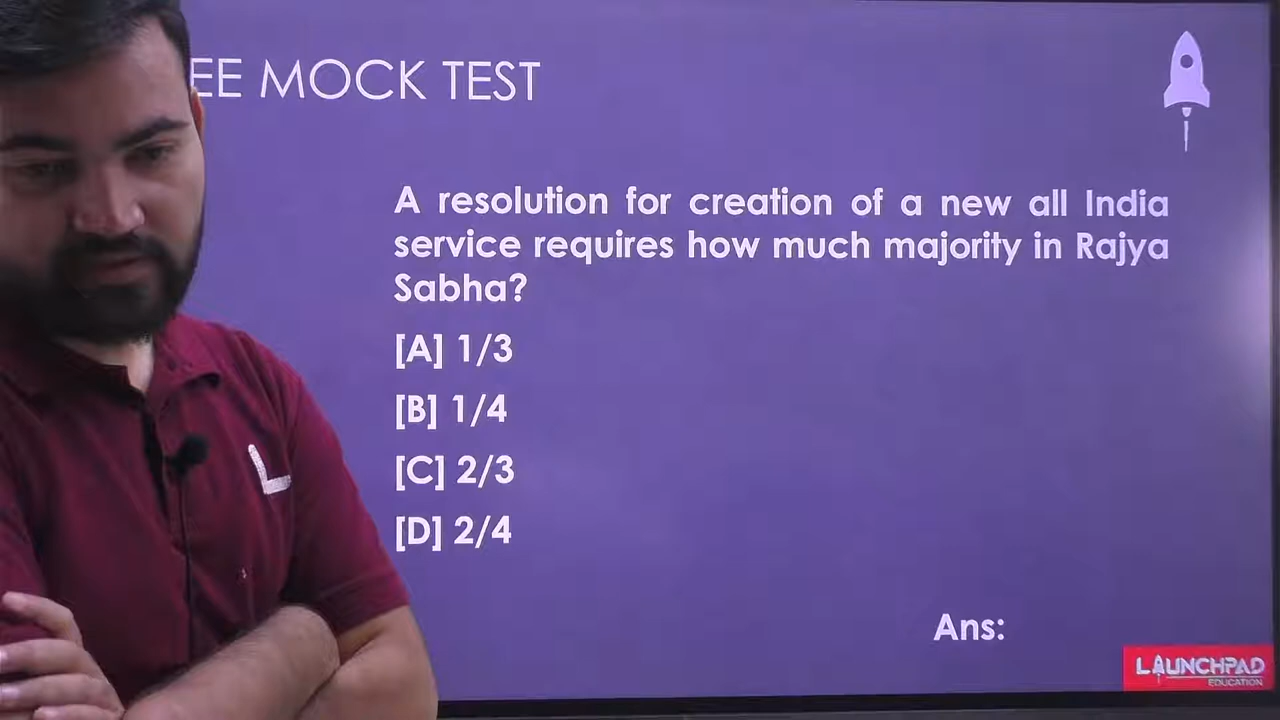 EE MOCK TEST
A resolution for creation of a new all India
service requires how much majority in Rajya
Sabha?
[A] 1/3
[B] 1/4
[C] 2/3
[D] 2/4
Ans:
LAUNCHPAD
EDUCATION
L